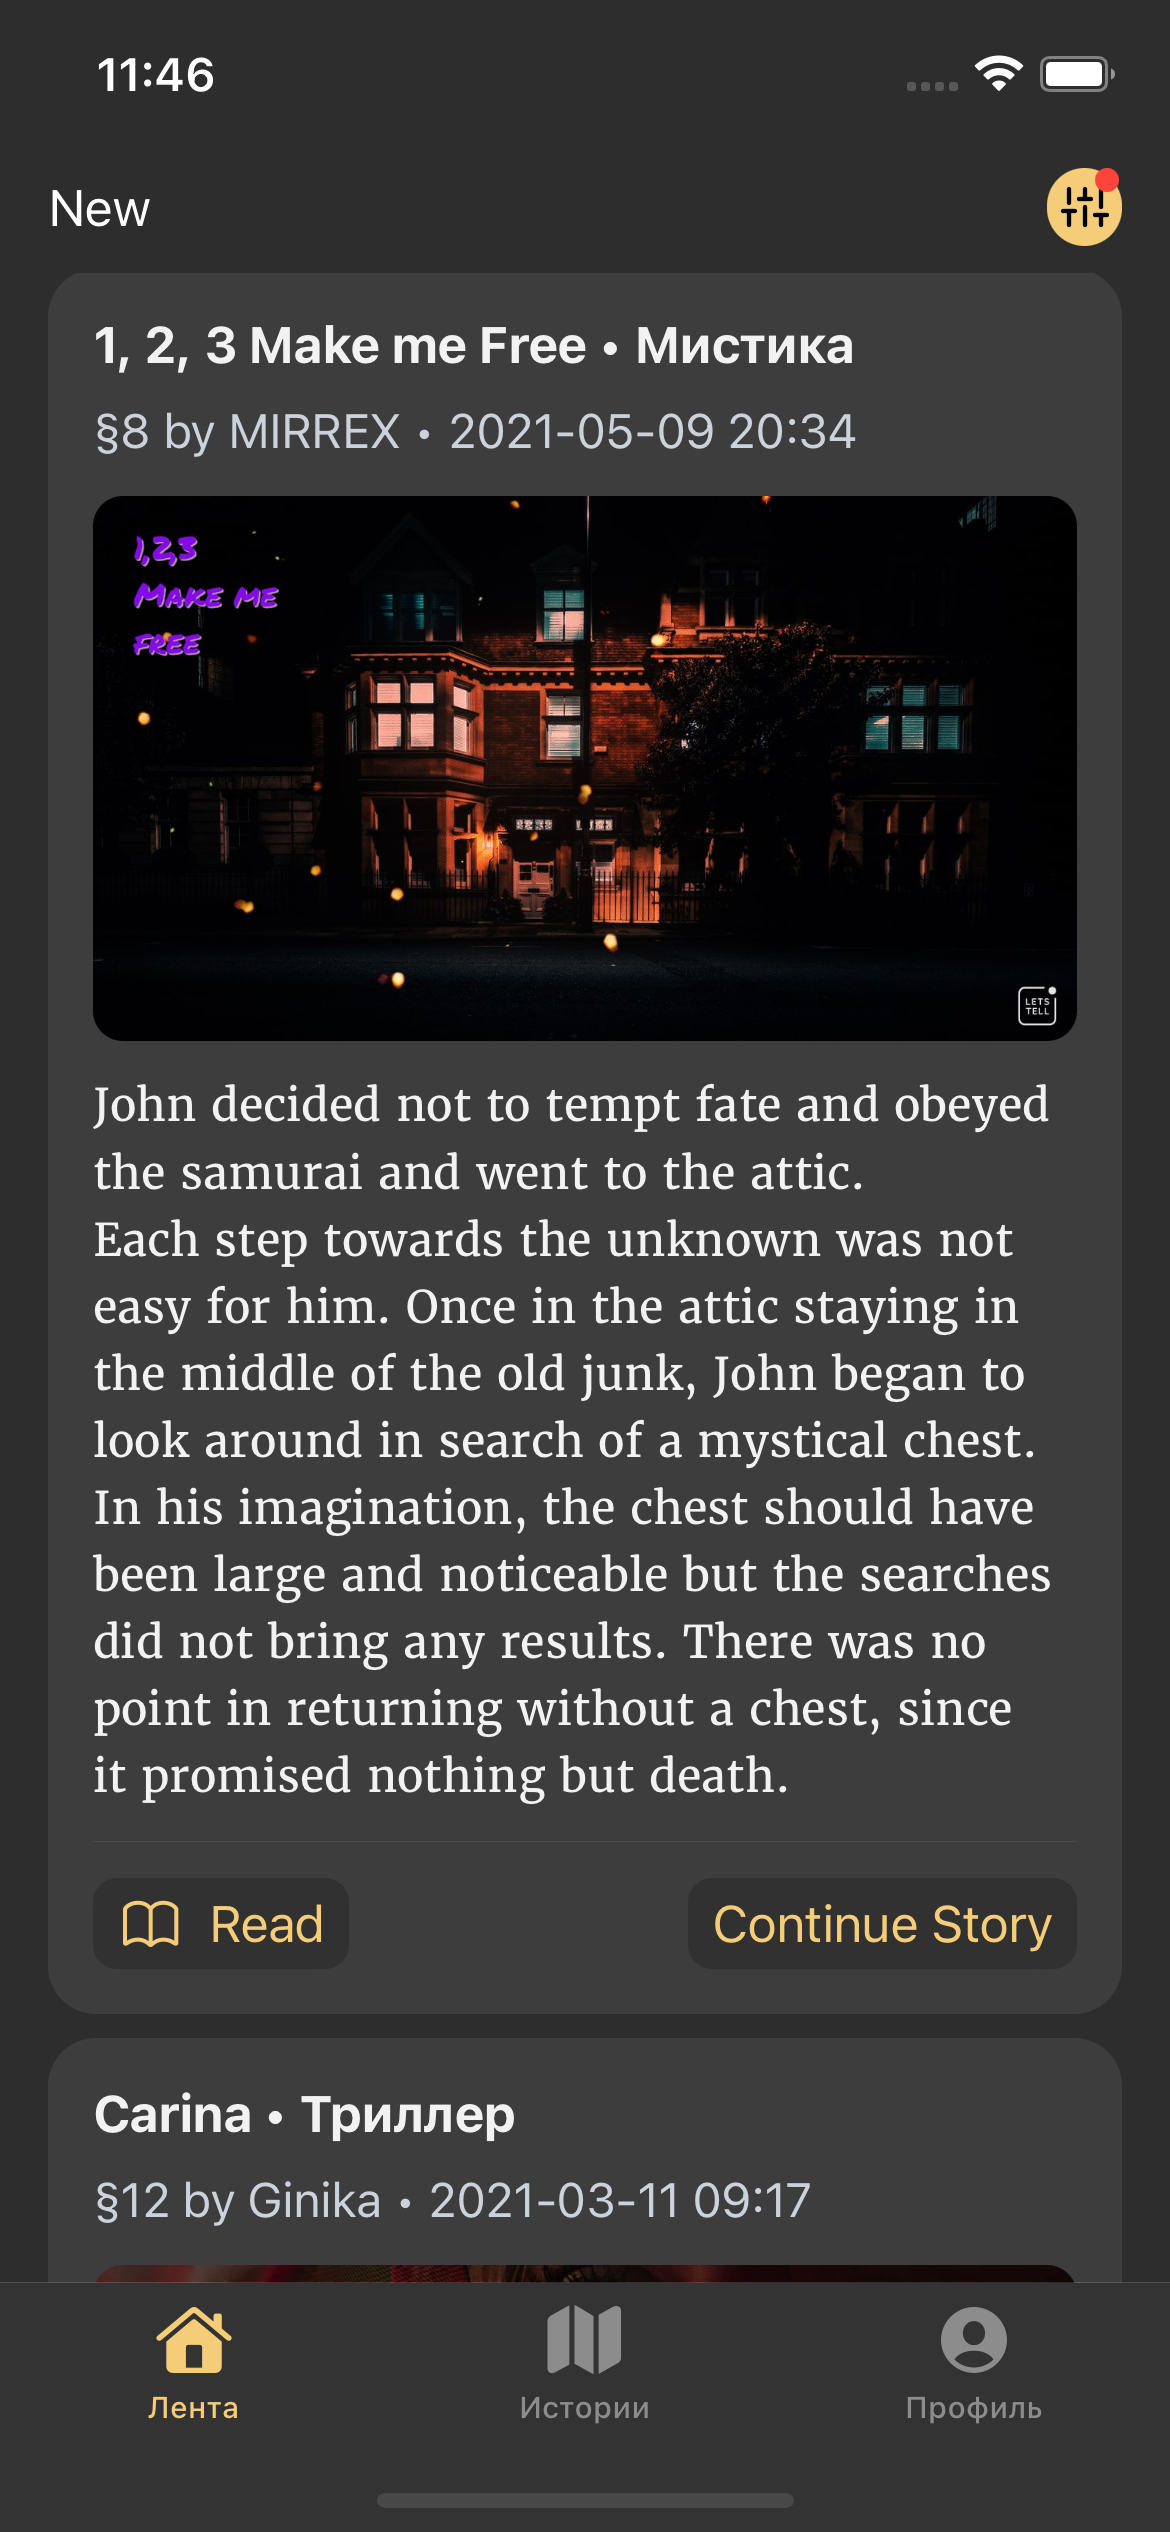 11:46
New
1, 2, 3 Make me Free • Мистика
§8 by MIRREX • 2021-05-09 20:34
1,2,3
MAKE ME
FREE
LETS
TELL
John decided not to tempt fate and obeyed
the samurai and went to the attic.
Each step towards the unknown was not
easy for him. Once in the attic staying in
the middle of the old junk, John began to
look around in search of a mystical chest.
In his imagination, the chest should have
been large and noticeable but the searches
did not bring any results. There was no
point in returning without a chest, since
it promised nothing but death.
Read
Continue Story
Carina • Триллер
§12 by Ginika • 2021-03-11 09:17
Лента
Истории
Профиль